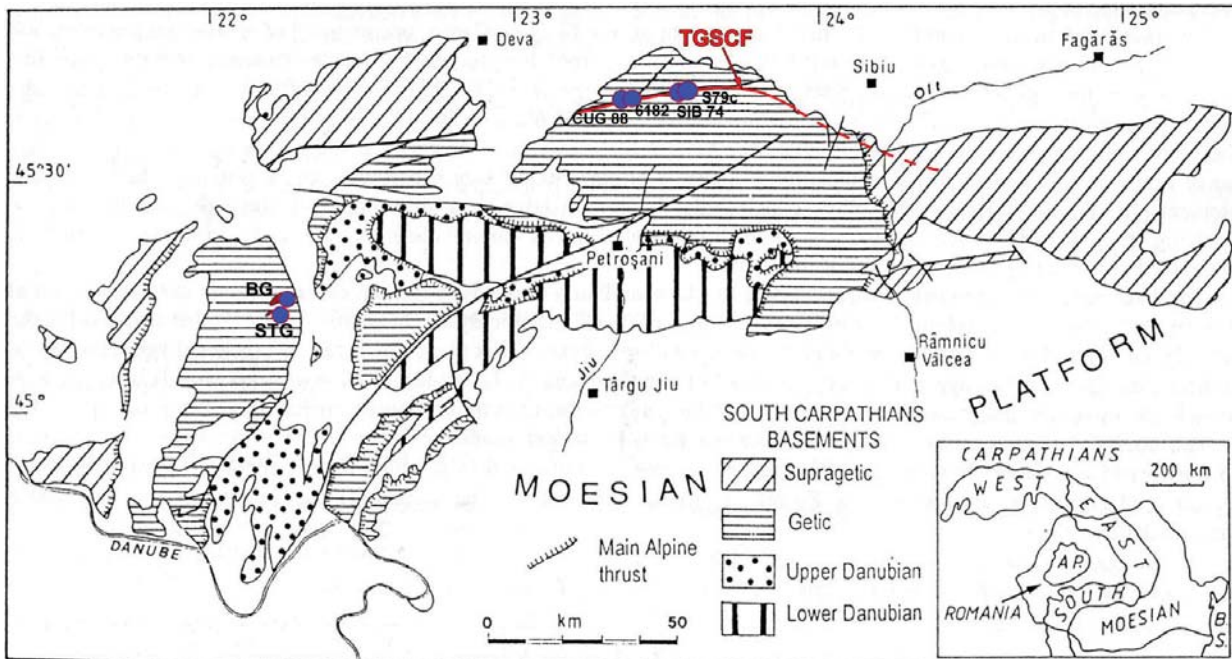 22°
23°
24°
25°
Deva
TGSCF
Sibiu
Fagărăs
Olt
CUG 88
6182
SIB 74
S79c
45°30'
Petroşani
BG
STG
Jiu
Târgu Jiu
Râmnicu
Vâlcea
45°
PLATFORM
MOESIAN
DANUBE
SOUTH CARPATHIANS
BASEMENTS
Supragetic
Getic
Upper Danubian
Lower Danubian
Main Alpine
thrust
0 km 50
CARPATHIANS
200 km
WEST
EAST
AP.
SOUTH
ROMANIA
MOESIAN
B.
S.